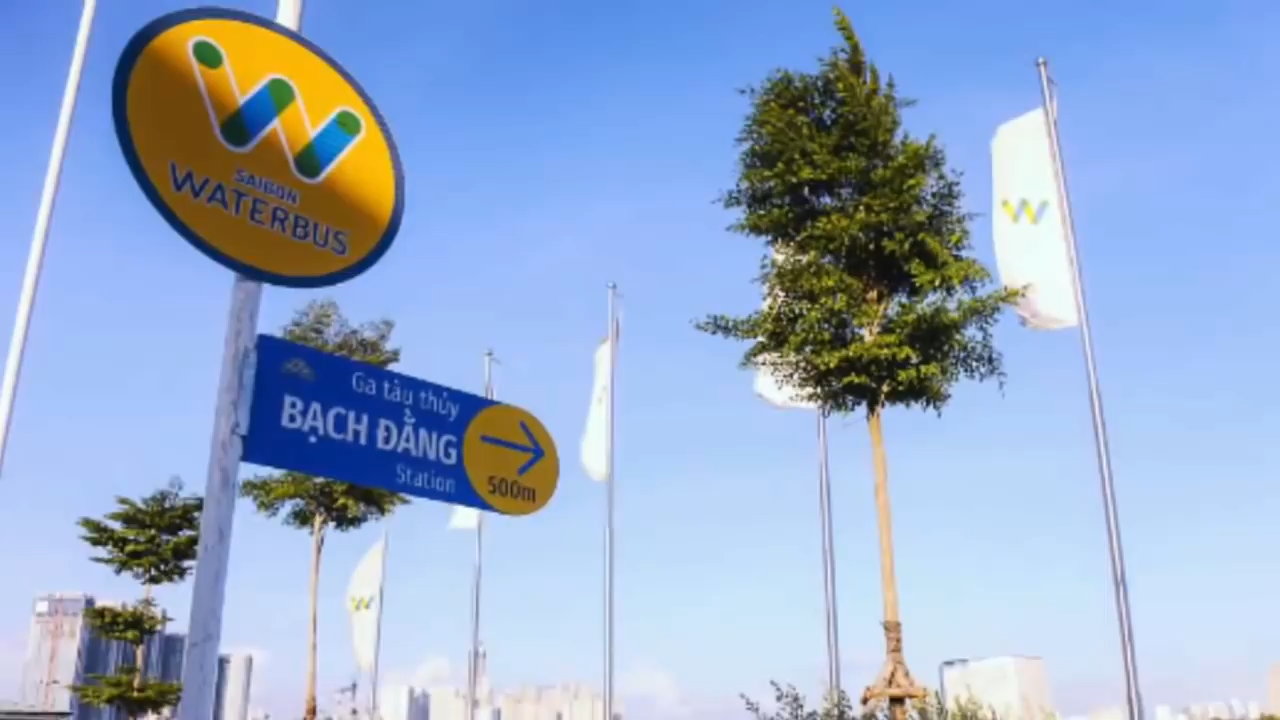 SAIGON
WATERBUS
Ga tàu thủy
BẠCH ĐẰNG
Station
500m